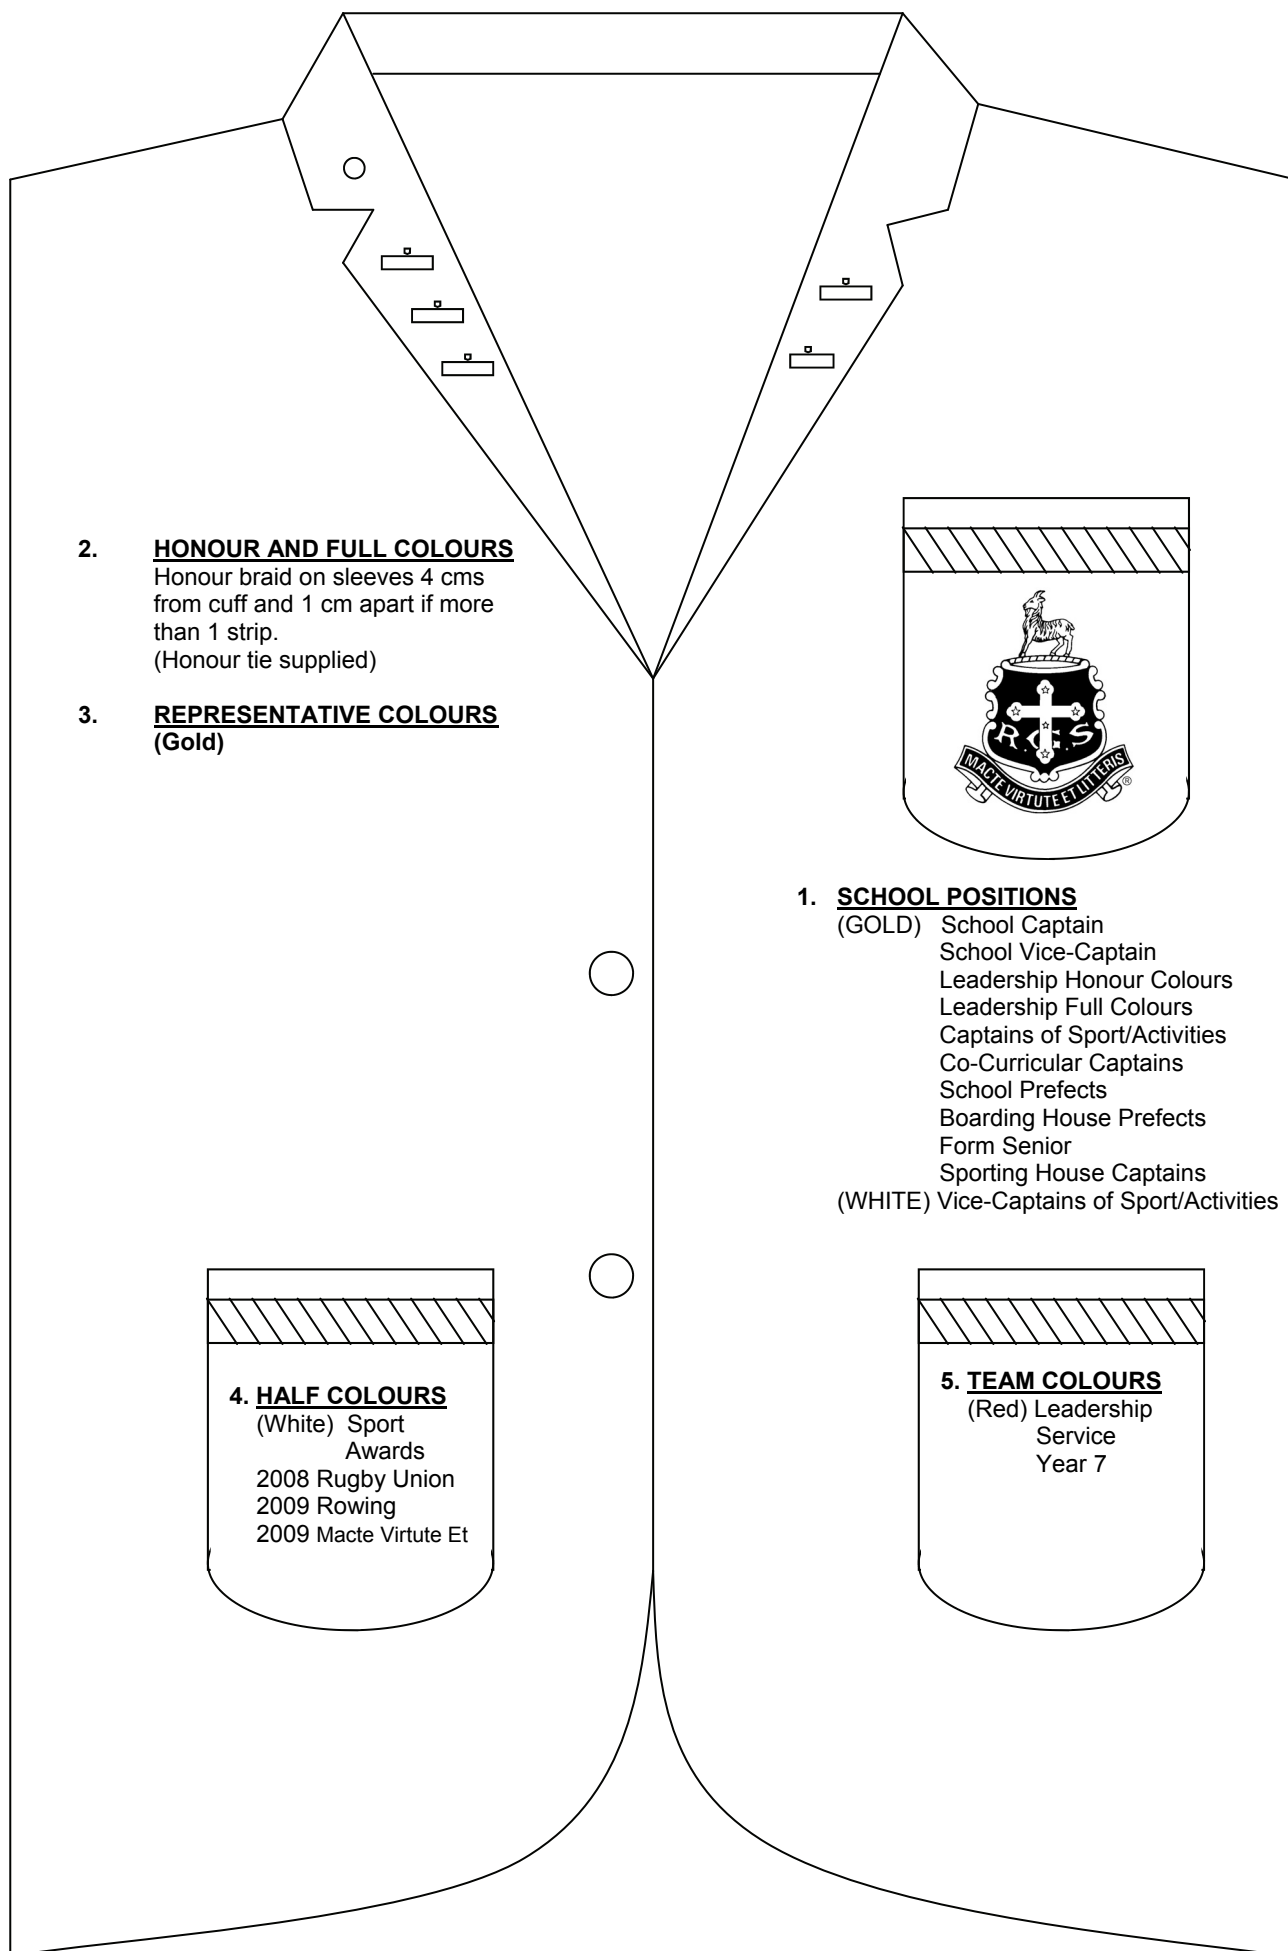 2. HONOUR AND FULL COLOURS
Honour braid on sleeves 4 cms
from cuff and 1 cm apart if more
than 1 strip.
(Honour tie supplied)
3. REPRESENTATIVE COLOURS
(Gold)
R.G.S
MACTE VIRTUTE ET LITTERIS
®
1. SCHOOL POSITIONS
(GOLD) School Captain
School Vice-Captain
Leadership Honour Colours
Leadership Full Colours
Captains of Sport/Activities
Co-Curricular Captains
School Prefects
Boarding House Prefects
Form Senior
Sporting House Captains
(WHITE) Vice-Captains of Sport/Activities
4. HALF COLOURS
(White) Sport
Awards
2008 Rugby Union
2009 Rowing
2009 Macte Virtute Et
5. TEAM COLOURS
(Red) Leadership
Service
Year 7